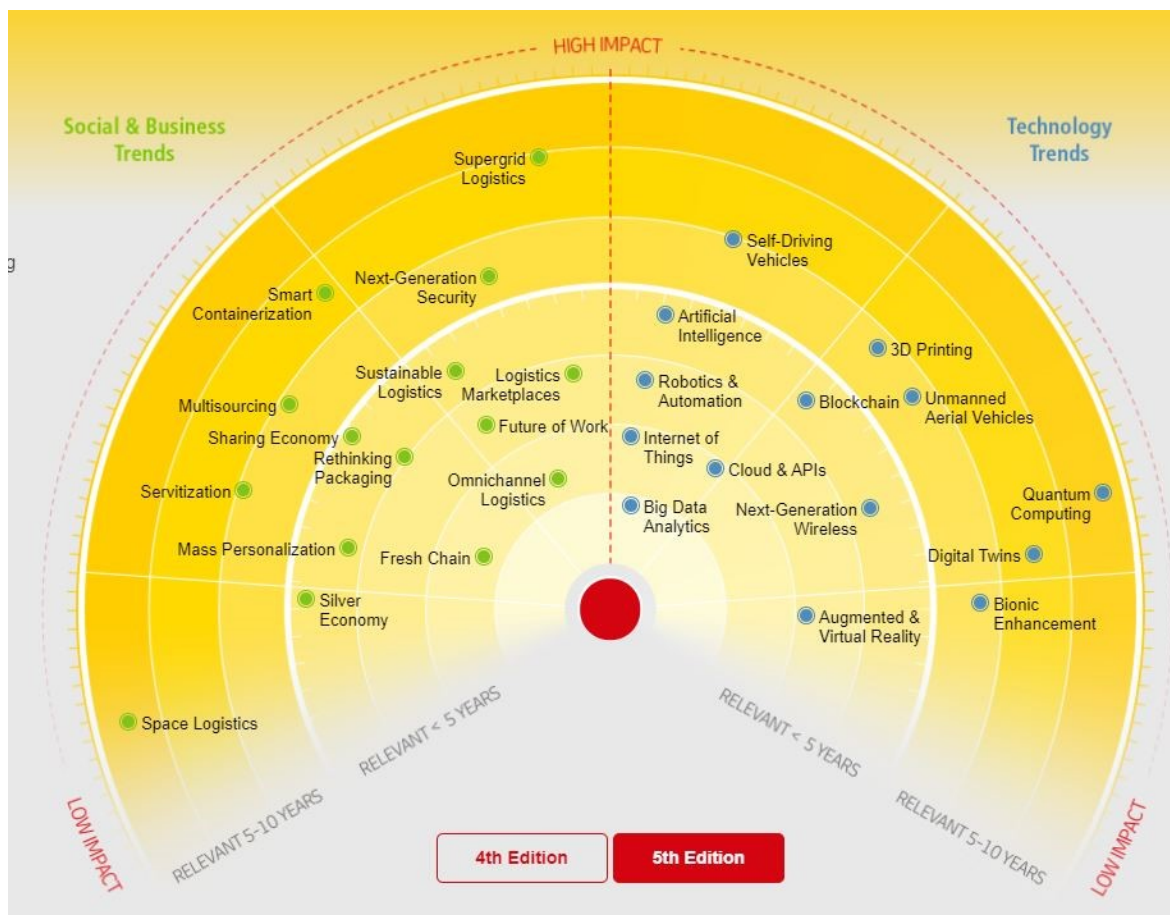 HIGH IMPACT
Social & Business
Trends
Technology
Trends
Supergrid
Logistics
Self-Driving
Vehicles
g
Next-Generation
Security
Smart
Containerization
Artificial
Intelligence
3D Printing
Sustainable
Logistics
Logistics
Marketplaces
Robotics &
Automation
Multisourcing
Blockchain
Unmanned
Aerial Vehicles
Sharing Economy
Future of Work
Internet of
Things
Rethinking
Packaging
Cloud & APIs
Servitization
Omnichannel
Logistics
Big Data
Analytics
Next-Generation
Wireless
Quantum
Computing
Mass Personalization
Fresh Chain
Digital Twins
Silver
Economy
Augmented &
Virtual Reality
Bionic
Enhancement
Space Logistics
RELEVANT < 5 YEARS
RELEVANT < 5 YEARS
RELEVANT 5-10 YEARS
RELEVANT 5-10 YEARS
LOW IMPACT
LOW IMPACT
4th Edition
5th Edition